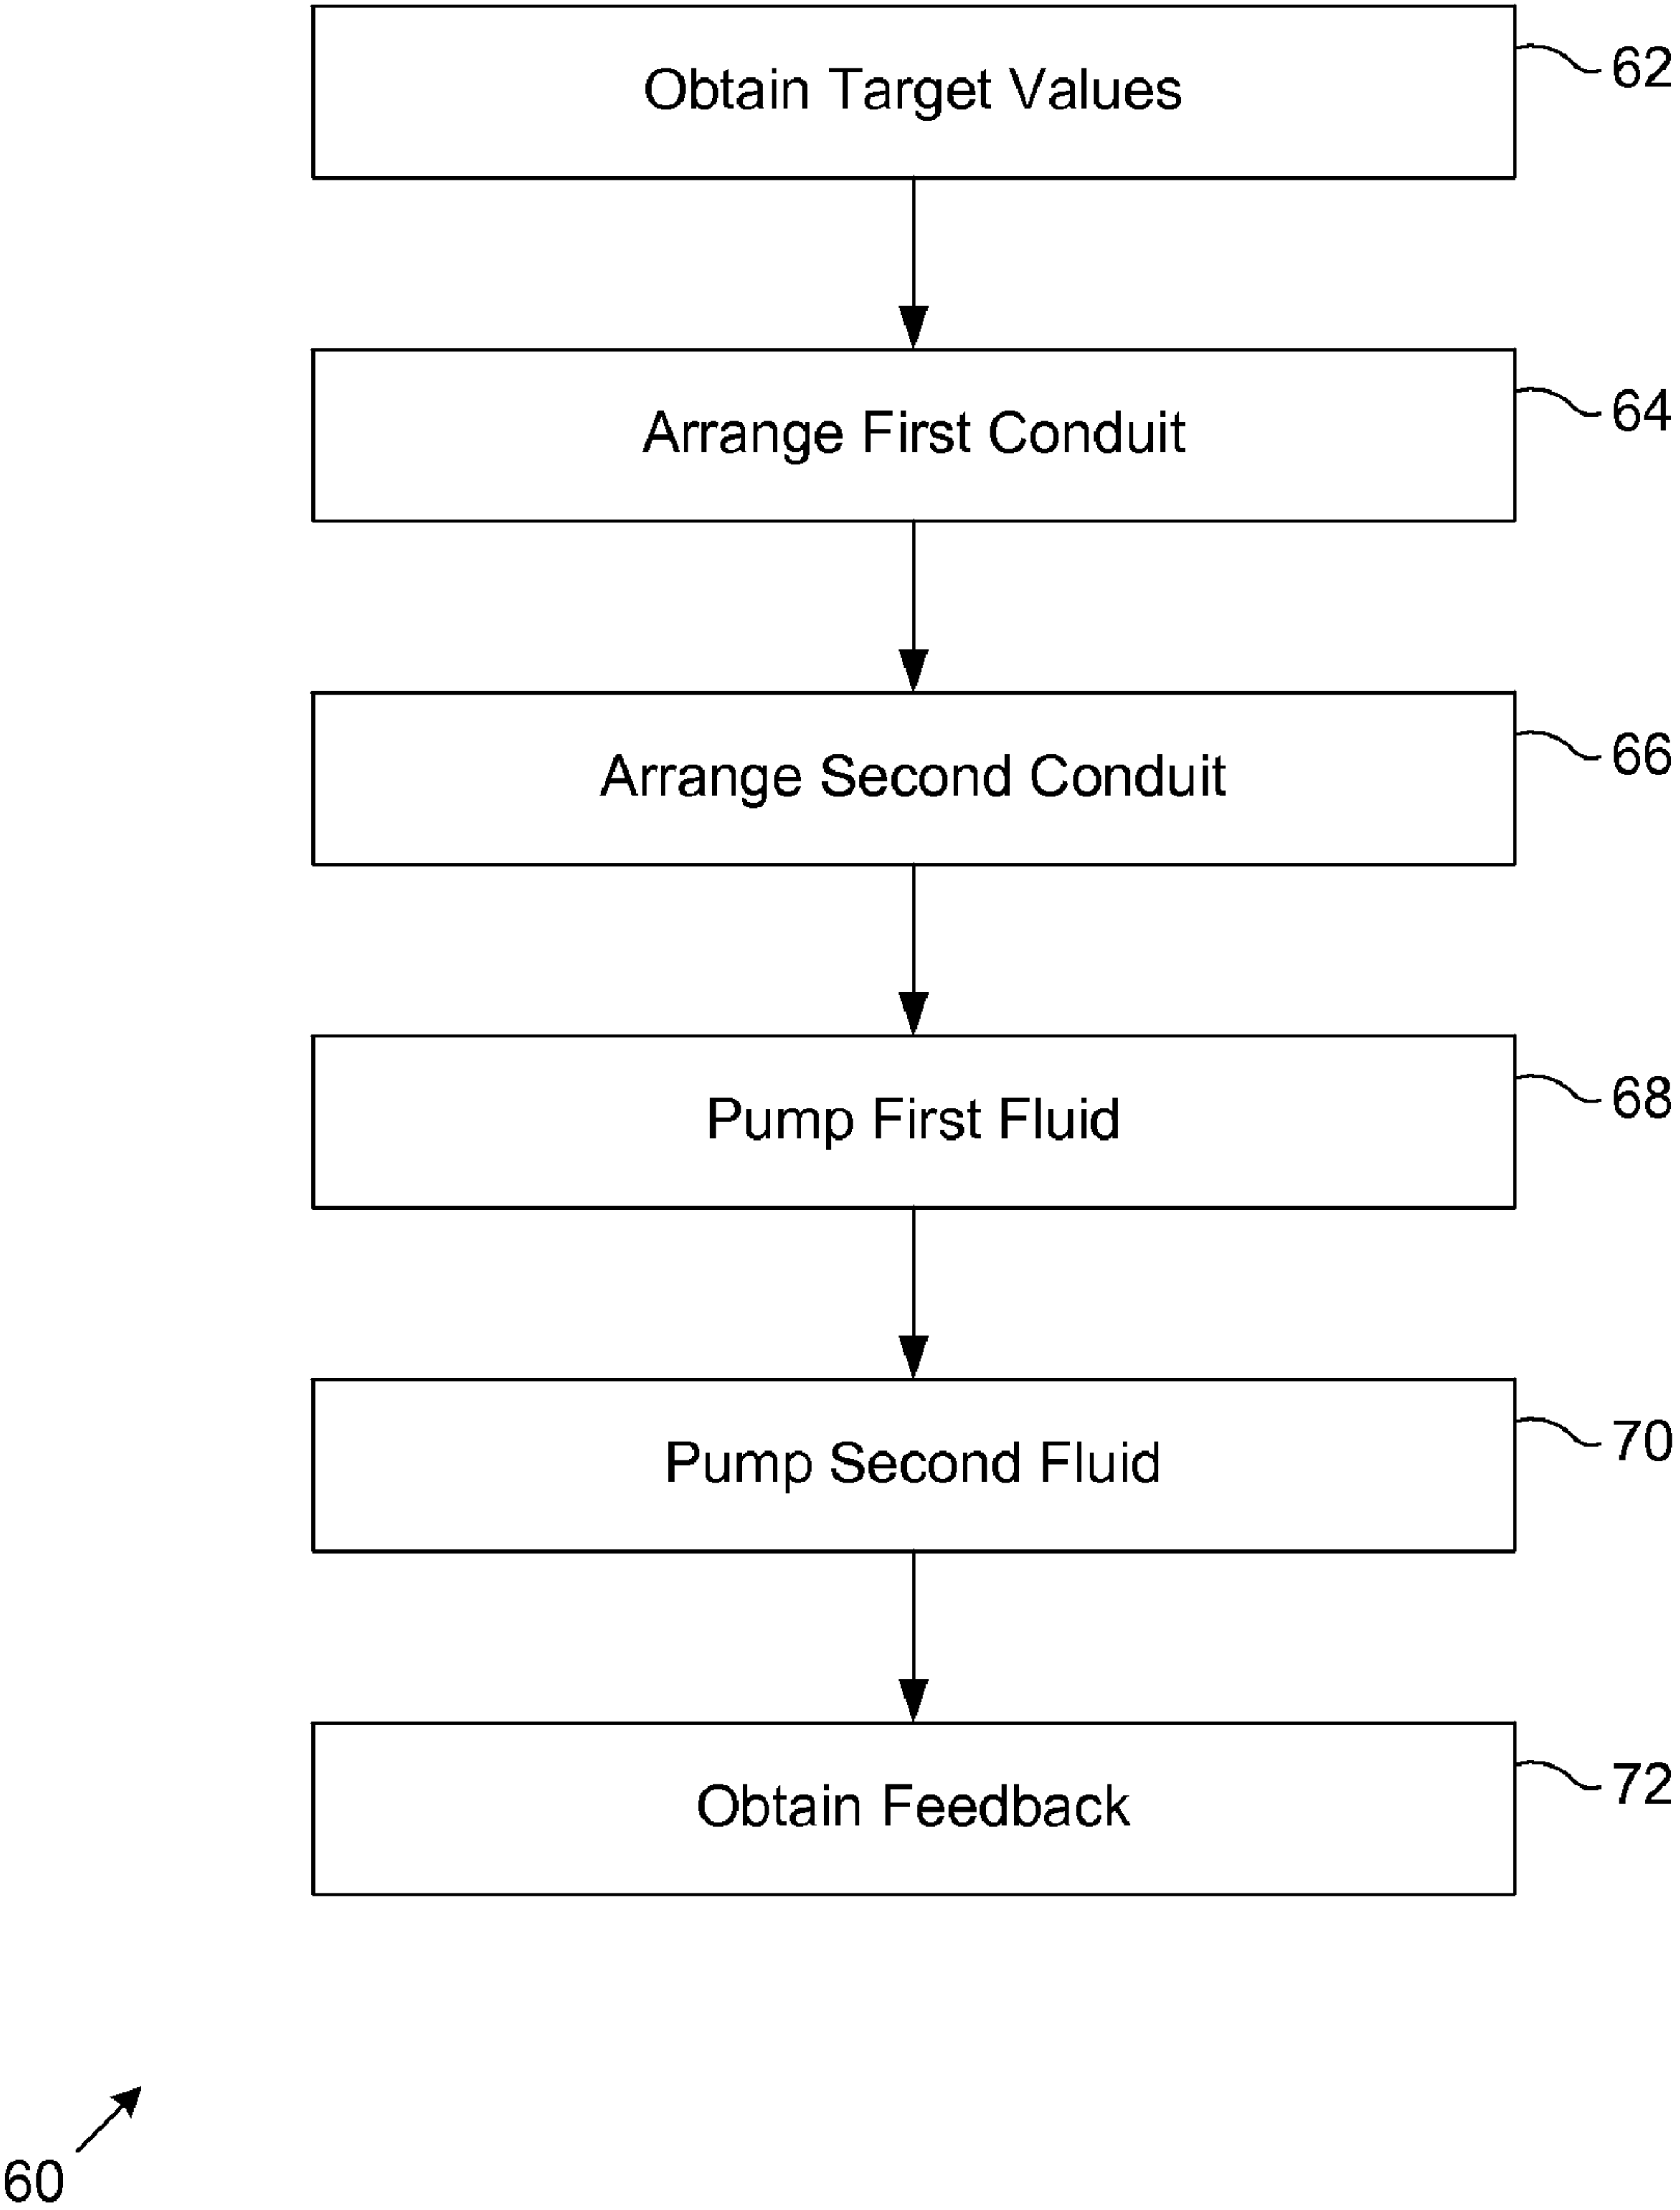 Obtain Target Values
62
Arrange First Conduit
64
Arrange Second Conduit
66
Pump First Fluid
68
Pump Second Fluid
70
Obtain Feedback
72
60